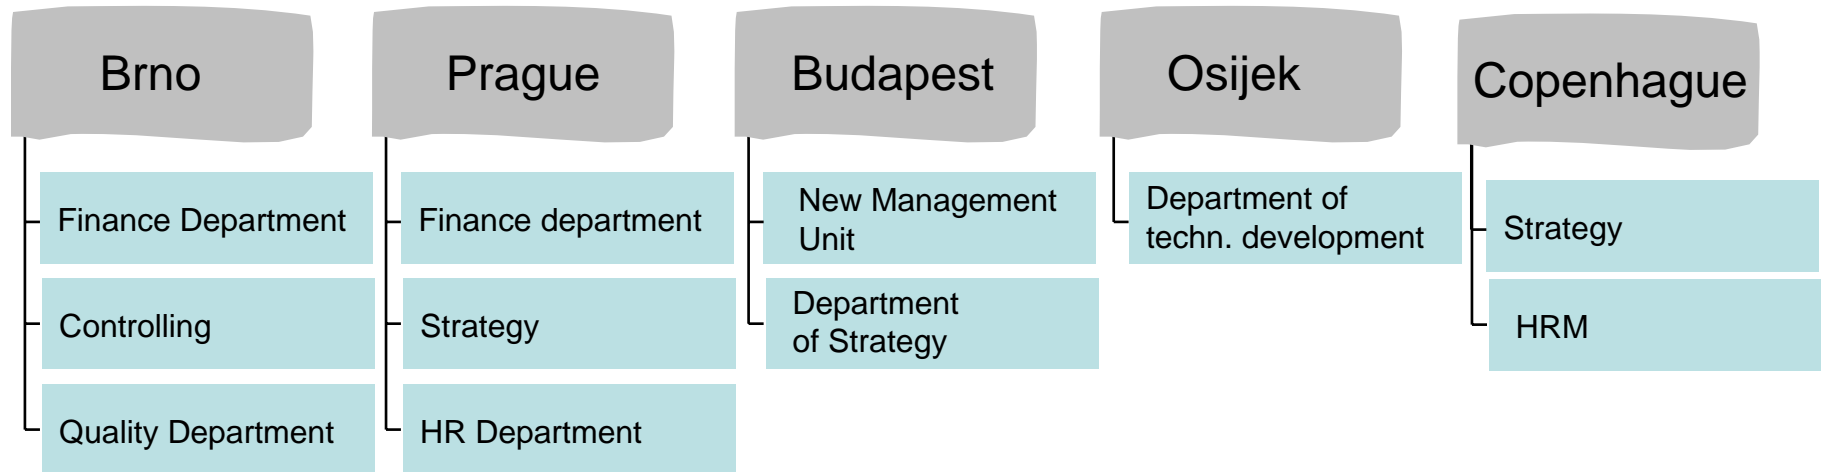 Brno
Finance Department
Controlling
Quality Department
Prague
Finance department
Strategy
HR Department
Budapest
New Management
Unit
Department
of Strategy
Osijek
Department of
techn. development
Copenhague
Strategy
HRM